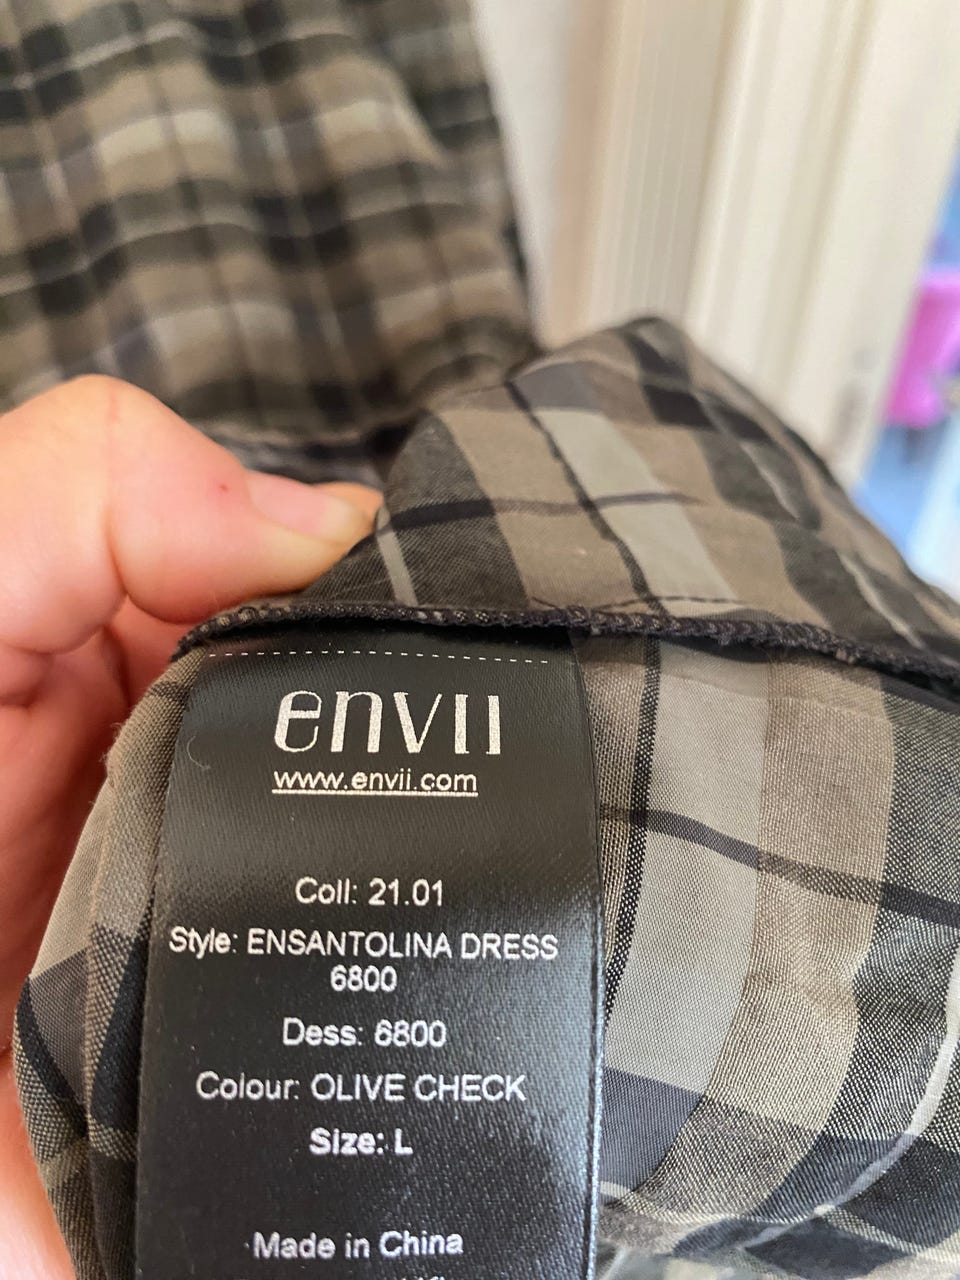 envii
www.envii.com
Coll: 21.01
Style: ENSANTOLINA DRESS
6800
Dess: 6800
Colour: OLIVE CHECK
Size: L
Made in China